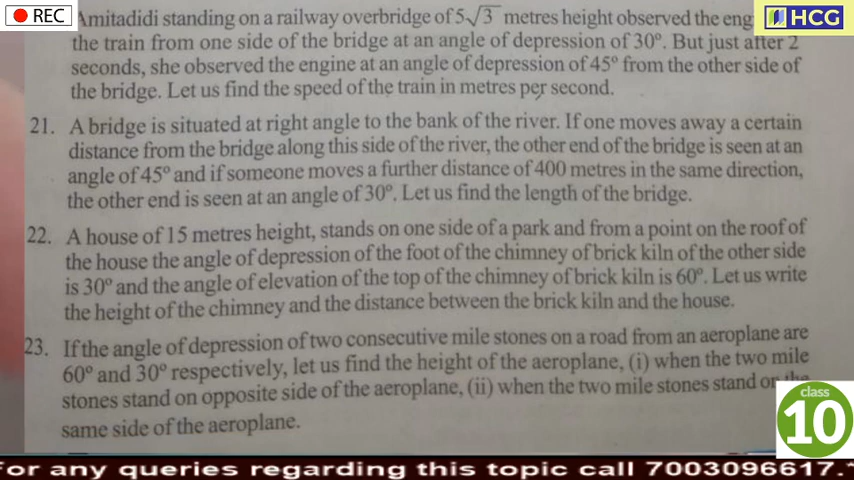 REC
HCG
Amitadidi standing on a railway overbridge of 5√3 metres height observed the
the train from one side of the bridge at an angle of depression of 30º. But just after 2
seconds, she observed the engine at an angle of depression of 45º from the other side of
the bridge. Let us find the speed of the train in metres per second.
21. A bridge is situated at right angle to the bank of the river. If one moves away a certain
distance from the bridge along this side of the river, the other end of the bridge is seen at an
angle of 45º and if someone moves a further distance of 400 metres in the same direction,
the other end is seen at an angle of 30º. Let us find the length of the bridge.
22. A house of 15 metres height, stands on one side of a park and from a point on the roof of
the house the angle of depression of the foot of the chimney of brick kiln of the other side
is 30º and the angle of elevation of the top of the chimney of brick kiln is 60º. Let us write
the height of the chimney and the distance between the brick kiln and the house.
23. If the angle of depression of two consecutive mile stones on a road from an aeroplane are
60º and 30º respectively, let us find the height of the aeroplane, (i) when the two mile
stones stand on opposite side of the aeroplane, (ii) when the two mile stones stand on the
same side of the aeroplane.
class
10
For any queries regarding this topic call 7003096617.*